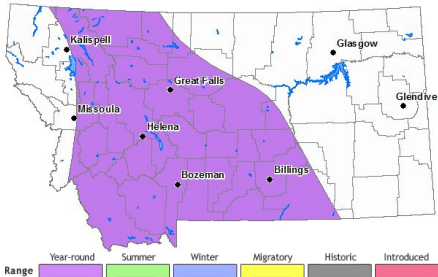 Kalispell
Glasgow
Great Falls
Glendive
Missoula
Helena
Bozeman
Billings
Range Year-round Summer Winter Migratory Historic Introduced